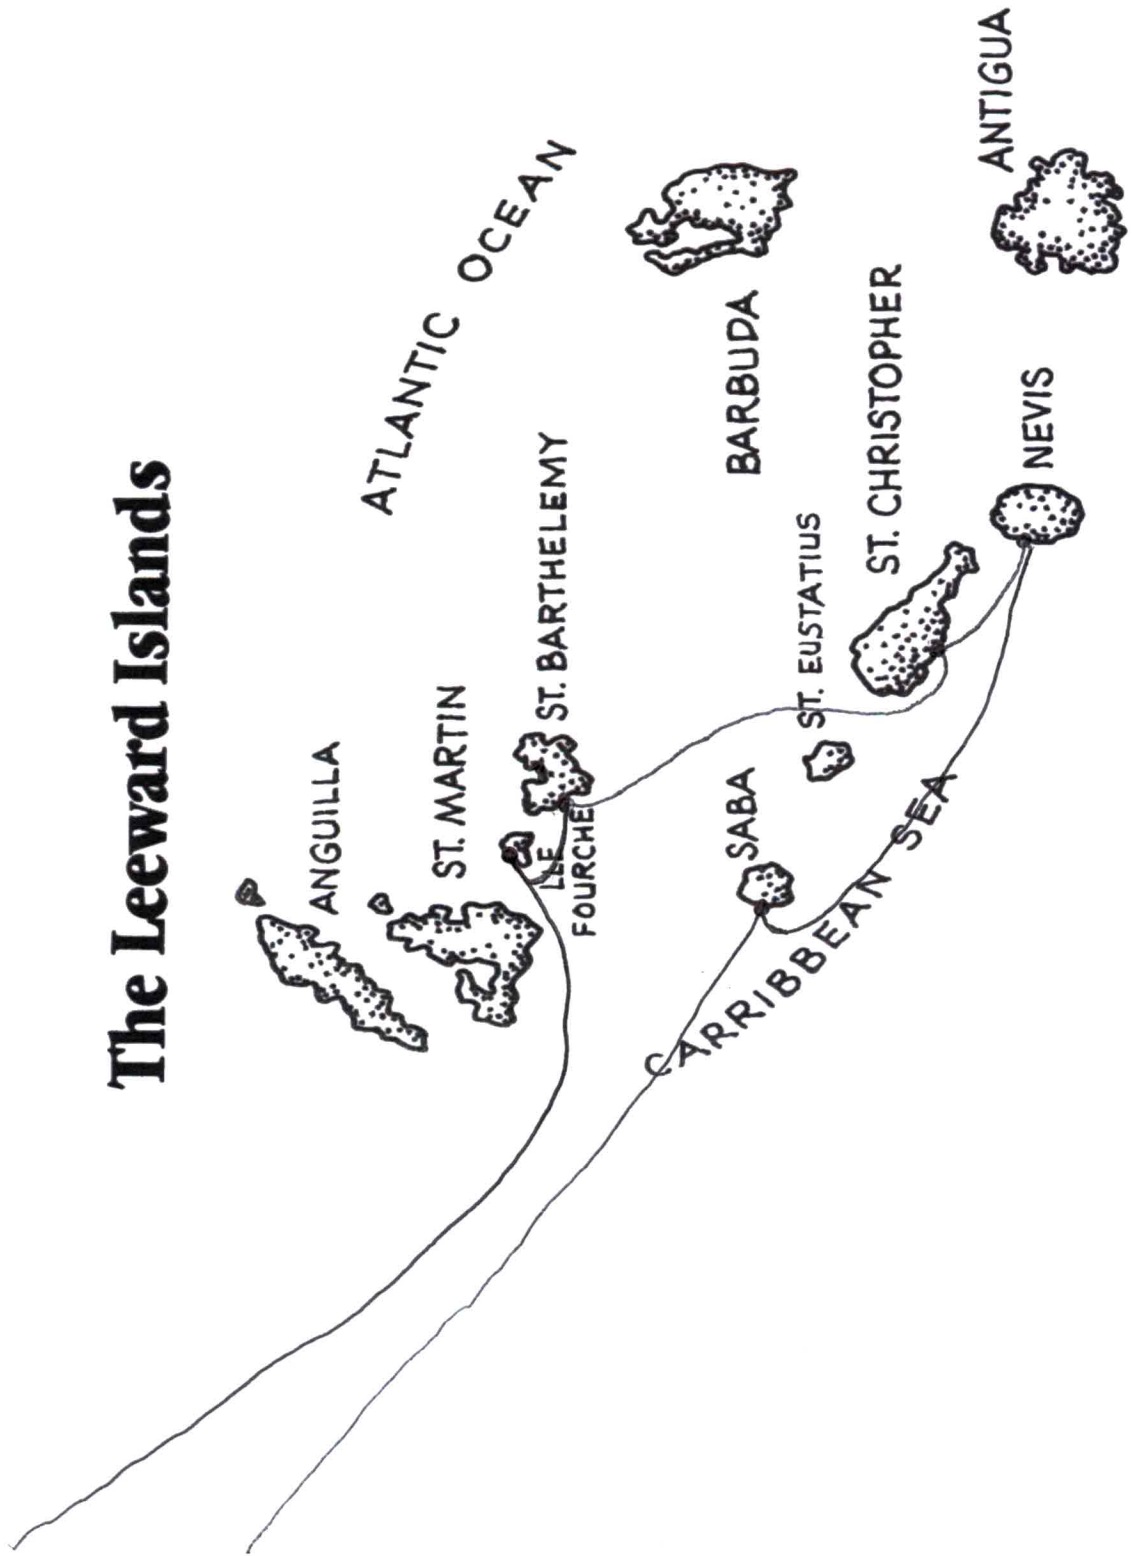 The Leeward Islands
ATLANTIC OCEAN
ANGUILLA
ST. MARTIN
ST. BARTHELEMY
LEE
FOURCHE
BARBUDA
SABA
ST. EUSTATIUS
ST. CHRISTOPHER
NEVIS
ANTIGUA
CARRIBBEAN SEA